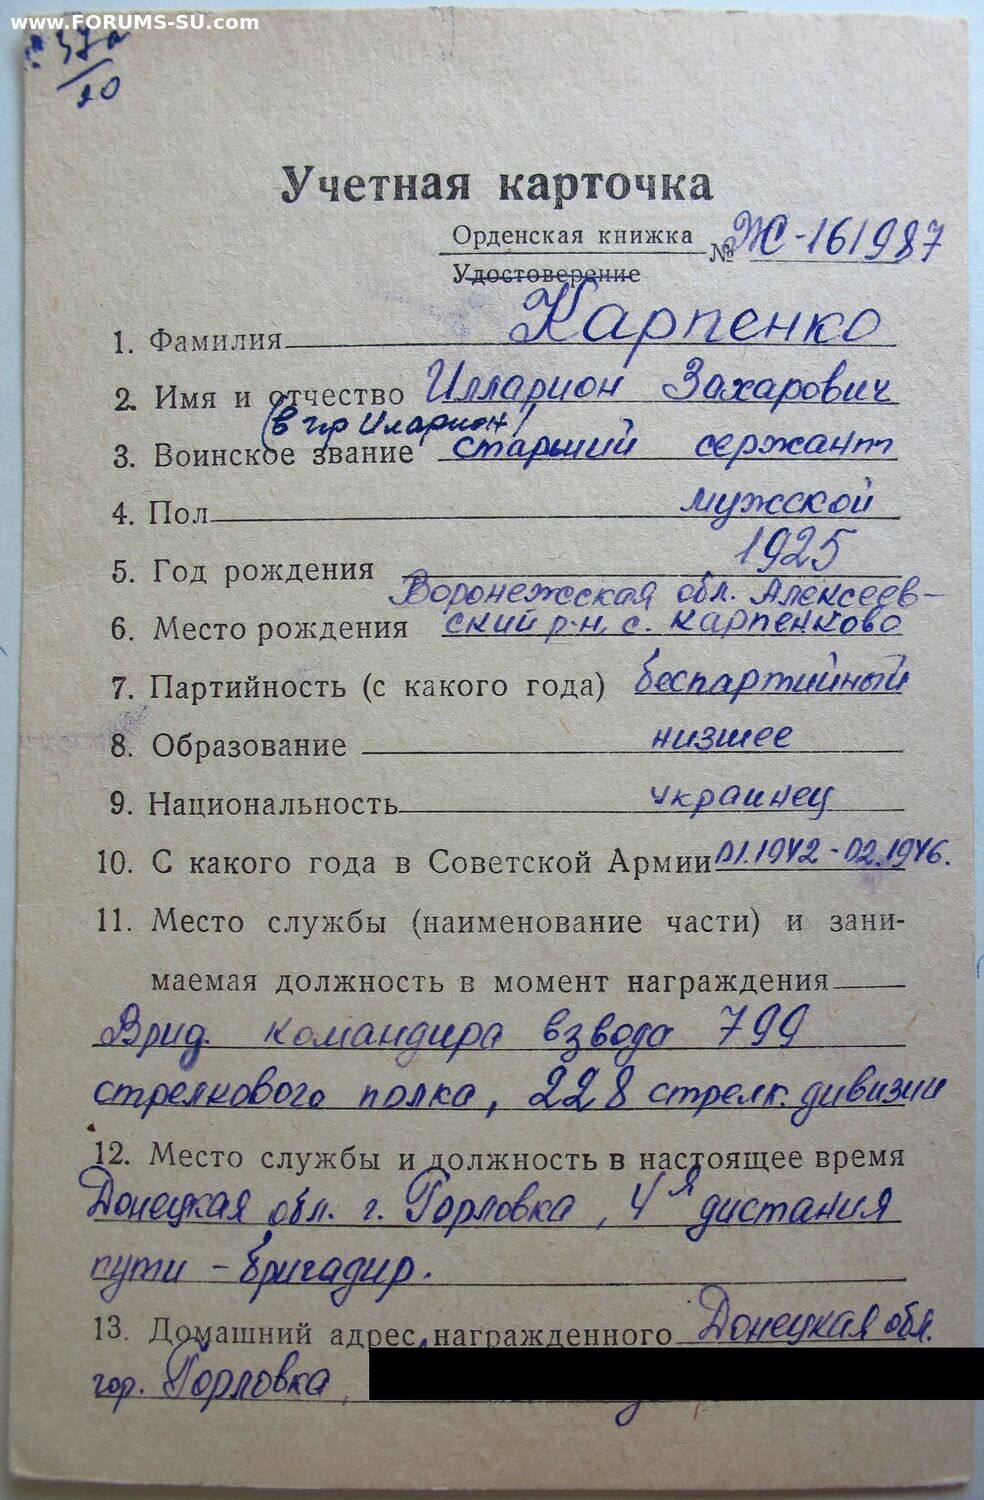 www.FORUMS-SU.com
57а
20
Учетная карточка
Орденская книжка № Ж-161987
Удостоверение
1. Фамилия Карпенко
2. Имя и отчество Илларион Захарович
(в гр Иларион)
3. Воинское звание старший сержант
4. Пол мужской
5. Год рождения 1925
Воронежская обл. Алексеев-
6. Место рождения ский р-н, с. Карпенково
7. Партийность (с какого года) беспартийный
8. Образование низшее
9. Национальность украинец
10. С какого года в Советской Армии 01.1942 - 02.1946.
11. Место службы (наименование части) и зани-
маемая должность в момент награждения
Врид. командира взвода 799
стрелкового полка, 228 стрелк. дивизии
12. Место службы и должность в настоящее время
Донецкая обл. г. Горловка, 4я дистания
пути - бригадир.
13. Домашний адрес награжденного Донецкая обл.
гор. Горловка,